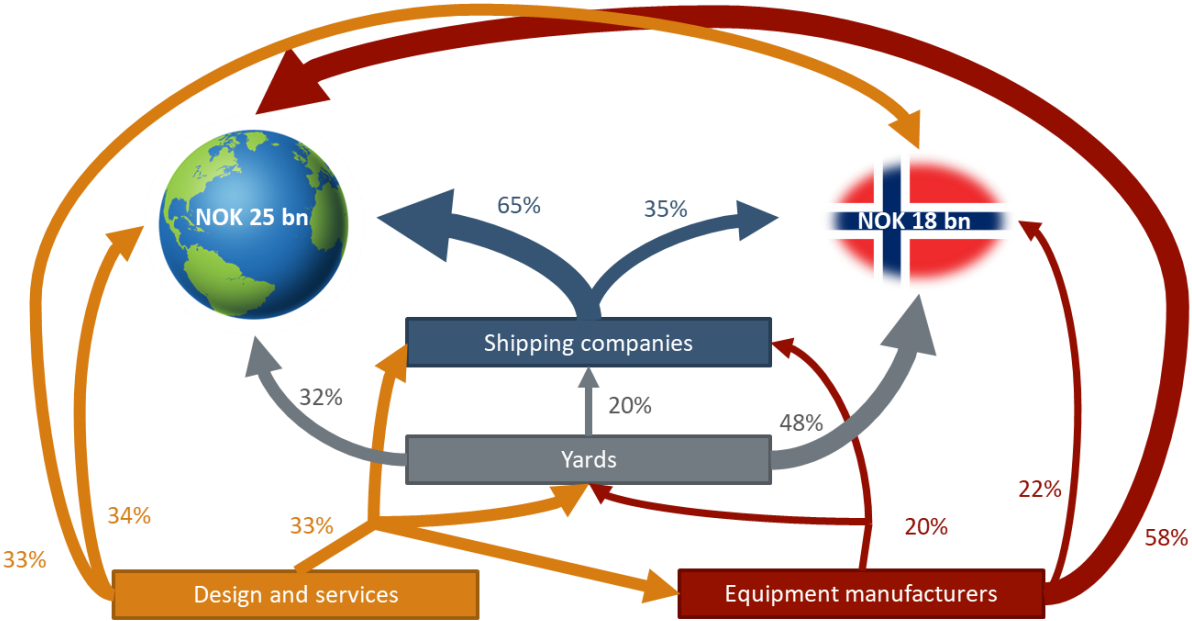 NOK 25 bn
65%
35%
NOK 18 bn
Shipping companies
32%
20%
48%
Yards
34%
33%
33%
22%
20%
58%
Design and services
Equipment manufacturers